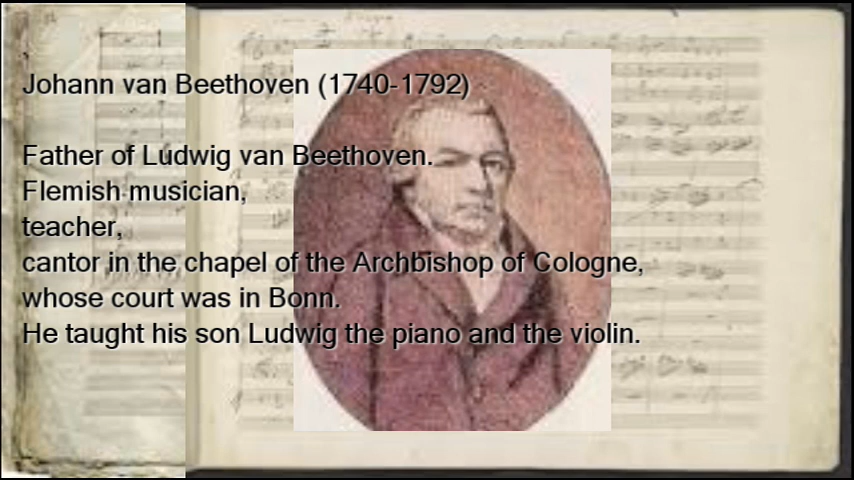 Johann van Beethoven (1740-1792)
Father of Ludwig van Beethoven.
Flemish musician,
teacher,
cantor in the chapel of the Archbishop of Cologne,
whose court was in Bonn.
He taught his son Ludwig the piano and the violin.